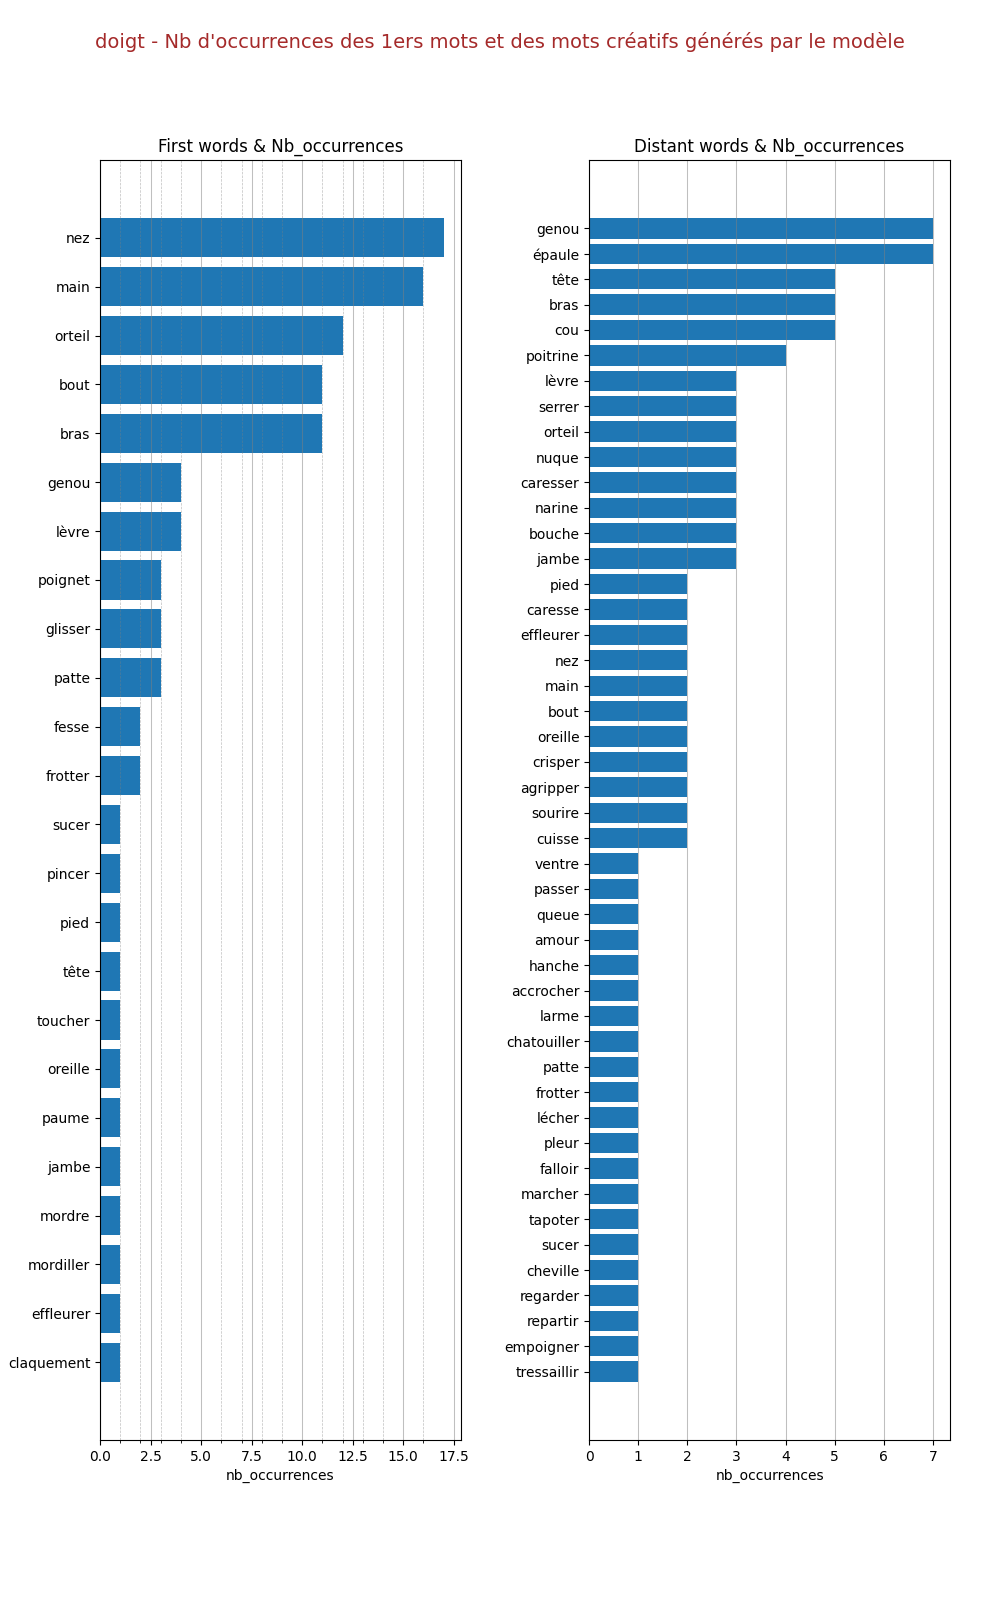 doigt - Nb d'occurrences des 1ers mots et des mots créatifs générés par le modèle
First words & Nb_occurrences
nez
main
orteil
bout
bras
genou
lèvre
poignet
glisser
patte
fesse
frotter
sucer
pincer
pied
tête
toucher
oreille
paume
jambe
mordre
mordiller
effleurer
claquement
0.0 2.5 5.0 7.5 10.0 12.5 15.0 17.5
nb_occurrences
Distant words & Nb_occurrences
genou
épaule
tête
bras
cou
poitrine
lèvre
serrer
orteil
nuque
caresser
narine
bouche
jambe
pied
caresse
effleurer
nez
main
bout
oreille
crisper
agripper
sourire
cuisse
ventre
passer
queue
amour
hanche
accrocher
larme
chatouiller
patte
frotter
lécher
pleur
falloir
marcher
tapoter
sucer
cheville
regarder
repartir
empoigner
tressaillir
0 1 2 3 4 5 6 7
nb_occurrences